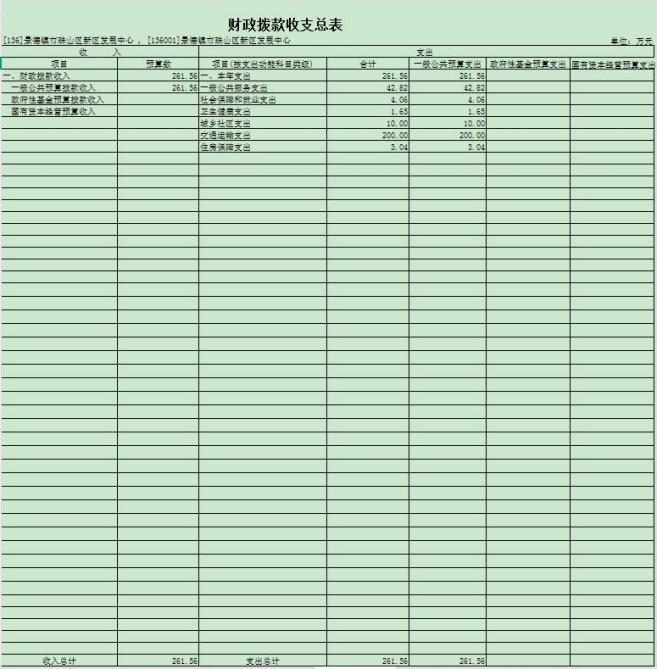 财政拨款收支总表
[136]景德镇市珠山区新区发展中心 , [136001]景德镇市珠山区新区发展中心 单位：万元
收 入 支出
项目 预算数 项目(按支出功能科目类级) 合计 一般公共预算支出 政府性基金预算支出 国有资本经营预算支出
一、财政拨款收入 261.56 一、本年支出 261.56 261.56
一般公共预算拨款收入 261.56 一般公共服务支出 42.82 42.82
政府性基金预算拨款收入 社会保障和就业支出 4.06 4.06
国有资本经营预算收入 卫生健康支出 1.65 1.65
城乡社区支出 10.00 10.00
交通运输支出 200.00 200.00
住房保障支出 3.04 3.04
收入总计 261.56 支出总计 261.56 261.56